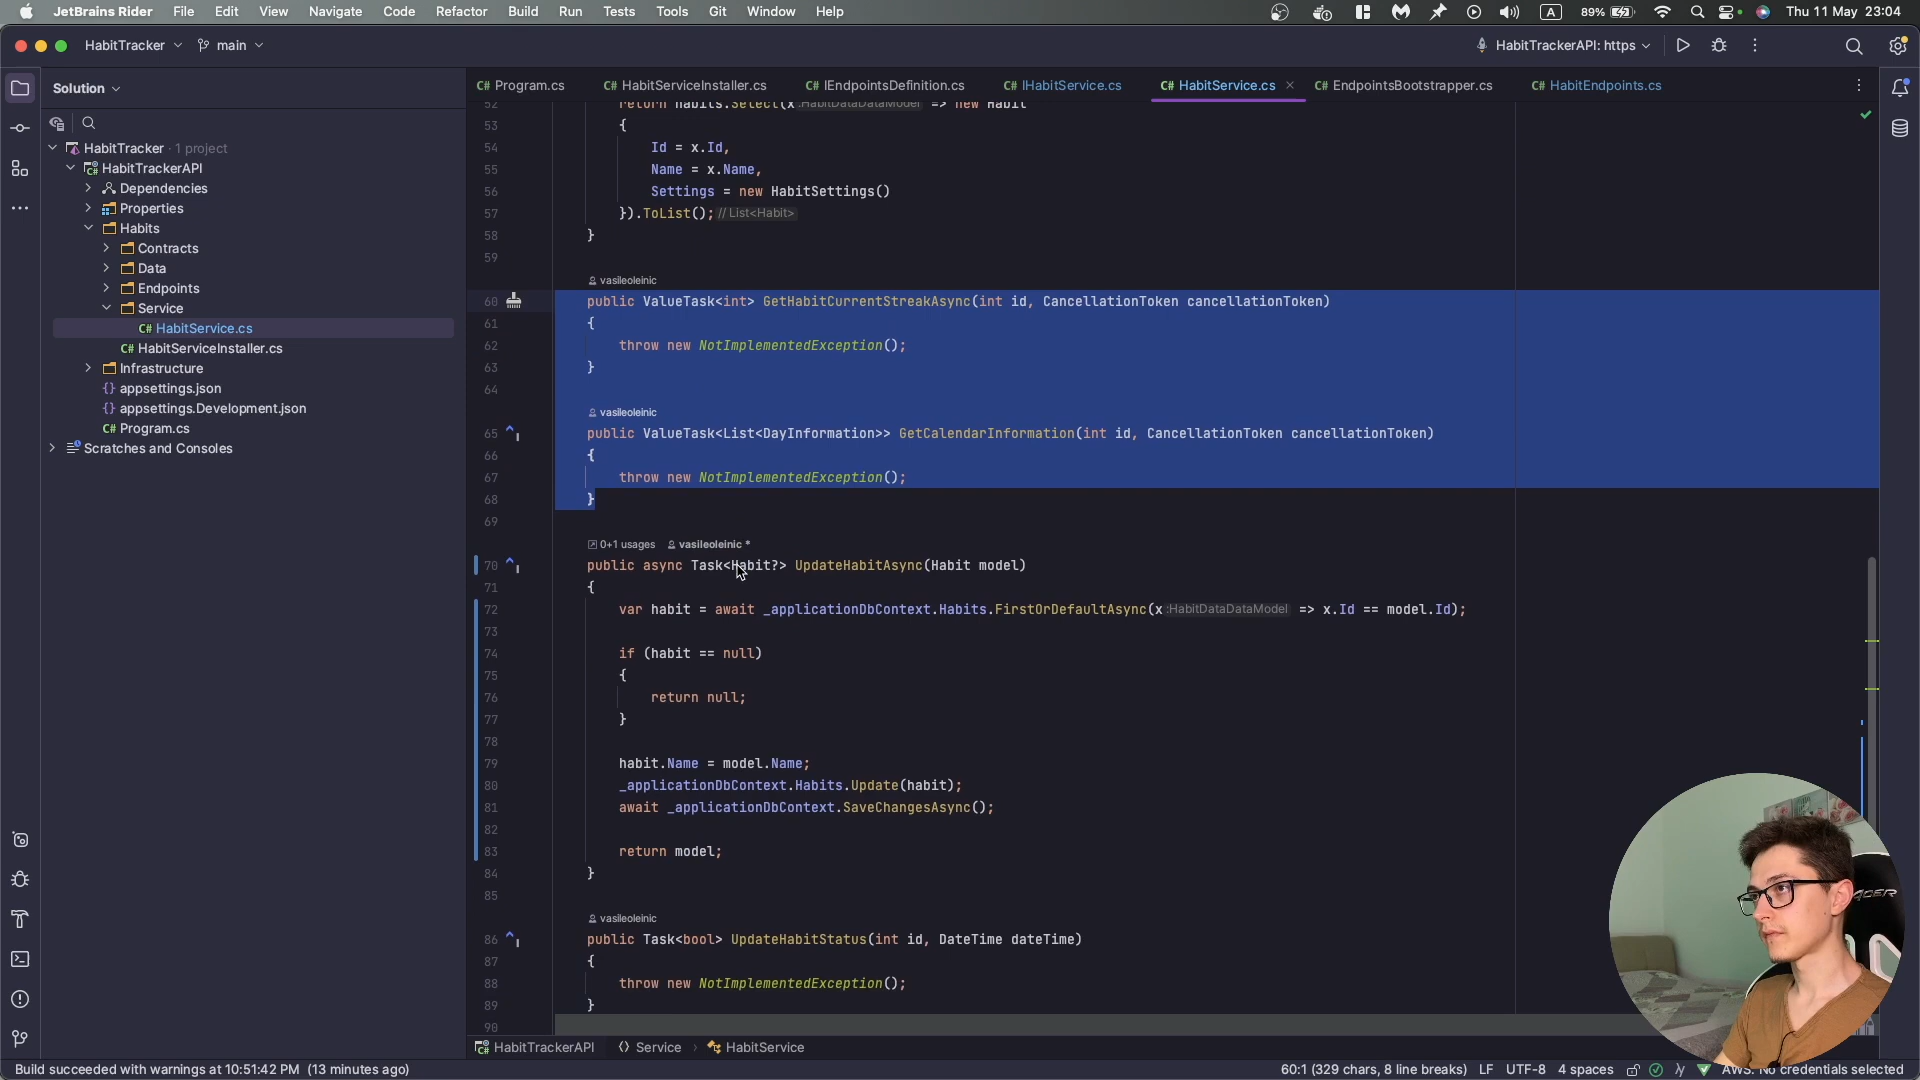 JetBrains Rider File Edit View Navigate Code Refactor Build Run Tests Tools Git Window Help A 89% Thu 11 May 23:04
HabitTracker main HabitTrackerAPI: https
Solution
C# Program.cs C# HabitServiceInstaller.cs C# IEndpointsDefinition.cs C# IHabitService.cs C# HabitService.cs C# EndpointsBootstrapper.cs C# HabitEndpoints.cs
HabitTracker · 1 project
C# HabitTrackerAPI
Dependencies
Properties
Habits
Contracts
Data
Endpoints
Service
C# HabitService.cs
C# HabitServiceInstaller.cs
Infrastructure
{} appsettings.json
{} appsettings.Development.json
C# Program.cs
Scratches and Consoles
52 return habits.Select(x :HabitDataDataModel => new Habit
53 {
54 Id = x.Id,
55 Name = x.Name,
56 Settings = new HabitSettings()
57 }).ToList(); // List<Habit>
58 }
59
vasileoleinic
60 public ValueTask<int> GetHabitCurrentStreakAsync(int id, CancellationToken cancellationToken)
61 {
62 throw new NotImplementedException();
63 }
64
vasileoleinic
65 public ValueTask<List<DayInformation>> GetCalendarInformation(int id, CancellationToken cancellationToken)
66 {
67 throw new NotImplementedException();
68 }
69
0+1 usages vasileoleinic *
70 public async Task<Habit?> UpdateHabitAsync(Habit model)
71 {
72 var habit = await _applicationDbContext.Habits.FirstOrDefaultAsync(x :HabitDataDataModel => x.Id == model.Id);
73
74 if (habit == null)
75 {
76 return null;
77 }
78
79 habit.Name = model.Name;
80 _applicationDbContext.Habits.Update(habit);
81 await _applicationDbContext.SaveChangesAsync();
82
83 return model;
84 }
85
vasileoleinic
86 public Task<bool> UpdateHabitStatus(int id, DateTime dateTime)
87 {
88 throw new NotImplementedException();
89 }
90
C# HabitTrackerAPI Service HabitService
Build succeeded with warnings at 10:51:42 PM (13 minutes ago) 60:1 (329 chars, 8 line breaks) LF UTF-8 4 spaces AWS: No credentials selected